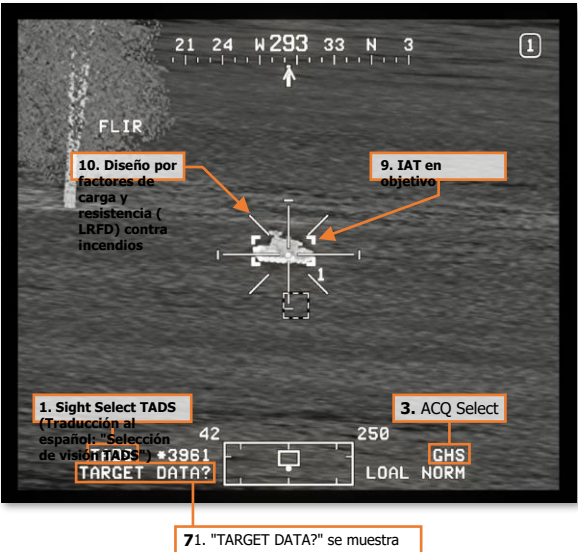 21 24 W 293 33 N 3
1
FLIR
10. Diseño por
factores de
carga y
resistencia (
LRFD) contra
incendios
9. IAT en
objetivo
1
1. Sight Select TADS
(Traducción al
español: "Selección
de visión TADS")
3. ACQ Select
42
250
TADS *3961
GHS
TARGET DATA?
LOAL NORM
71. "TARGET DATA?" se muestra